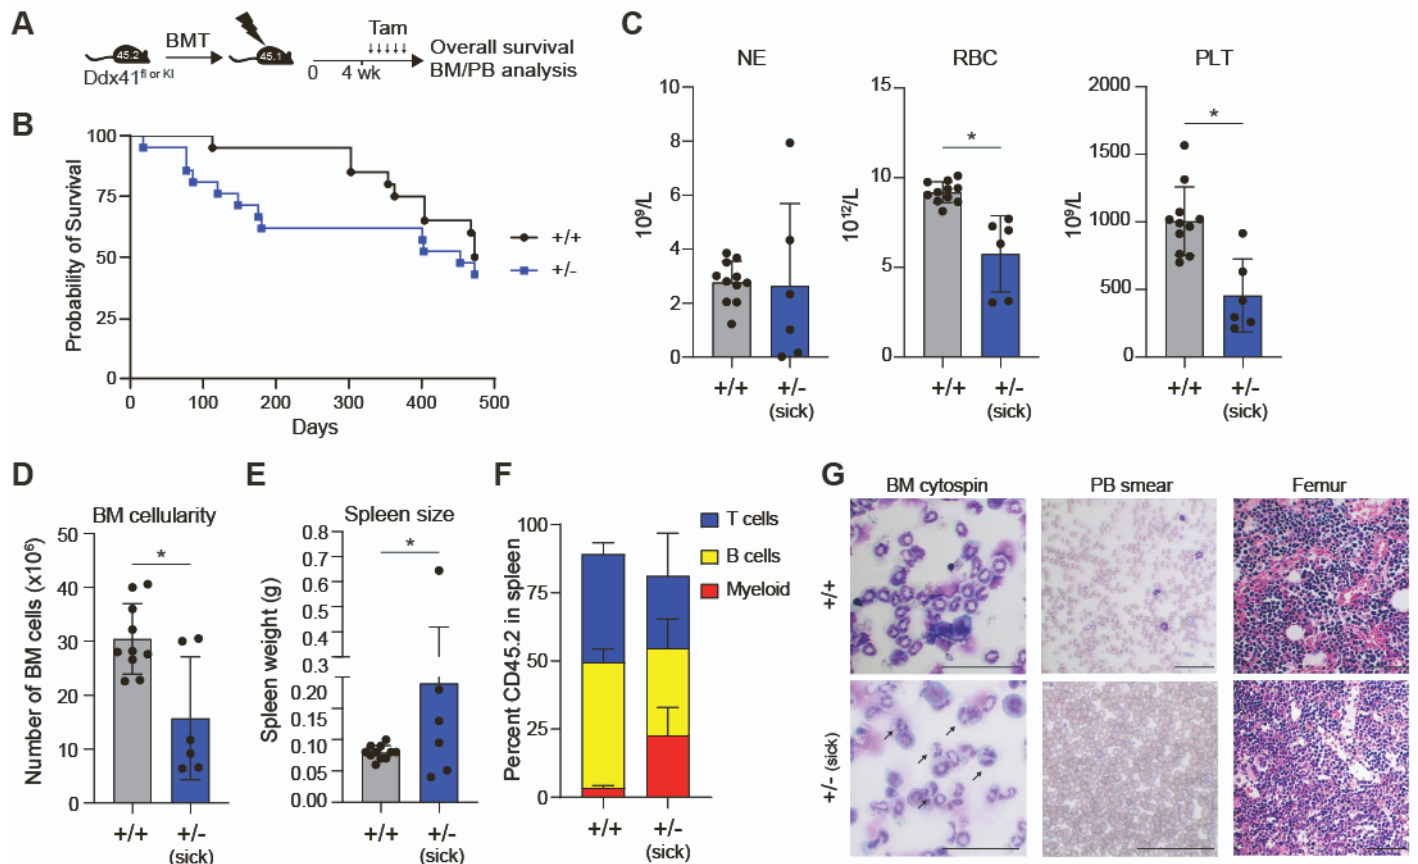 A
45.2
Ddx41fl or KI
BMT
45.1
0
4 wk
Tam
Overall survival
BM/PB analysis
B
Probability of Survival
100
75
50
25
0
0 100 200 300 400 500
Days
+/+
+/-
C
NE
10⁹/L
10
8
6
4
2
0
+/+
+/-
(sick)
RBC
*
10¹²/L
15
10
5
0
+/+
+/-
(sick)
PLT
*
10⁹/L
2000
1500
1000
500
0
+/+
+/-
(sick)
D
BM cellularity
*
Number of BM cells (x10⁶)
50
40
30
20
10
0
+/+
+/-
(sick)
E
Spleen size
*
Spleen weight (g)
0.8
0.7
0.6
0.5
0.4
0.3
0.20
0.15
0.10
0.05
0.00
+/+
+/-
(sick)
F
Percent CD45.2 in spleen
100
75
50
25
0
+/+
+/-
(sick)
T cells
B cells
Myeloid
G
BM cytospin
PB smear
Femur
+/+
+/- (sick)